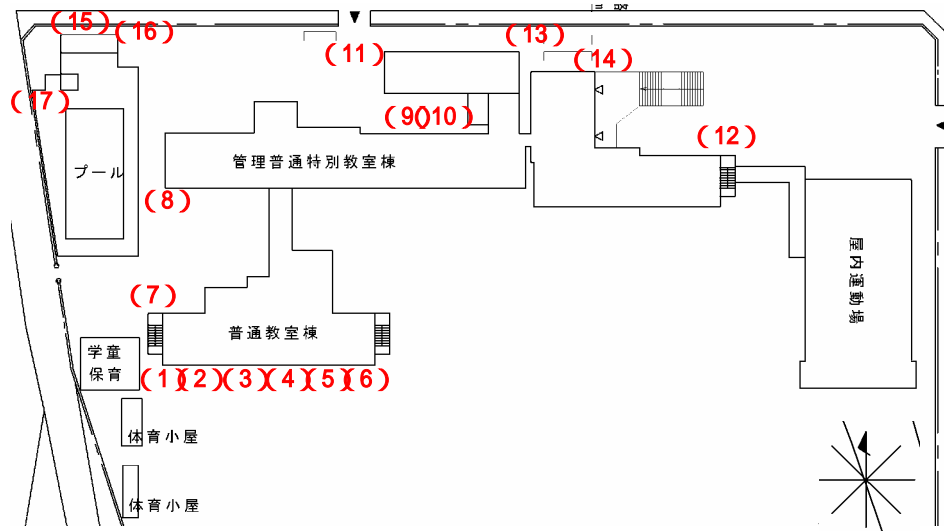 (15)
(16)
(13)
(11)
(14)
(17)
(9)(10)
(12)
プール
管理普通特別教室棟
(8)
屋内運動場
(7)
普通教室棟
学童
保育
(1)(2)(3)(4)(5)(6)
体育小屋
体育小屋